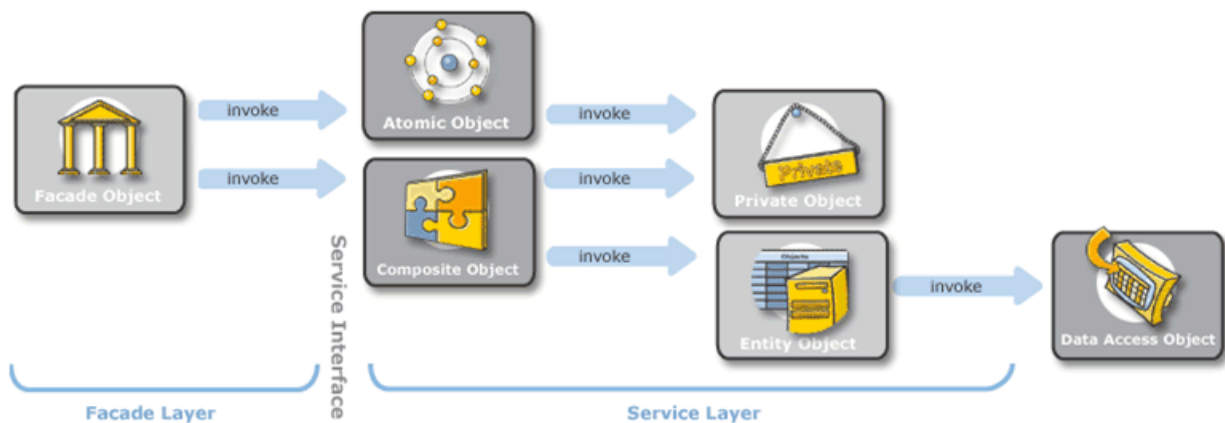 Facade Object
invoke
invoke
Service Interface
Atomic Object
Composite Object
invoke
invoke
invoke
Private
Private Object
Objects
Entity Object
invoke
Data Access Object
Facade Layer
Service Layer